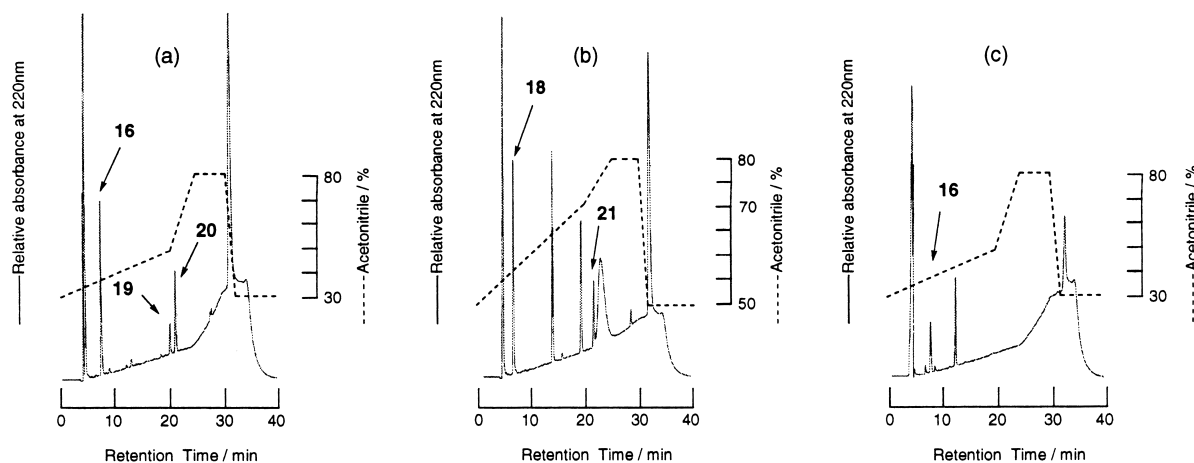 (a)
Relative absorbance at 220nm
16
19
20
80
30
Acetonitrile / %
0 10 20 30 40
Retention Time / min
(b)
Relative absorbance at 220nm
18
21
80
70
50
Acetonitrile / %
0 10 20 30 40
Retention Time / min
(c)
Relative absorbance at 220nm
16
80
30
Acetonitrile / %
0 10 20 30 40
Retention Time / min